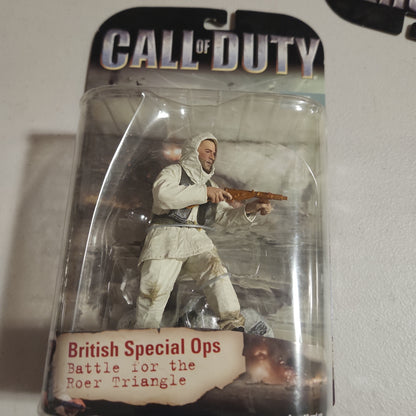 CALL OF DUTY
British Special Ops
Battle for the
Roer Triangle